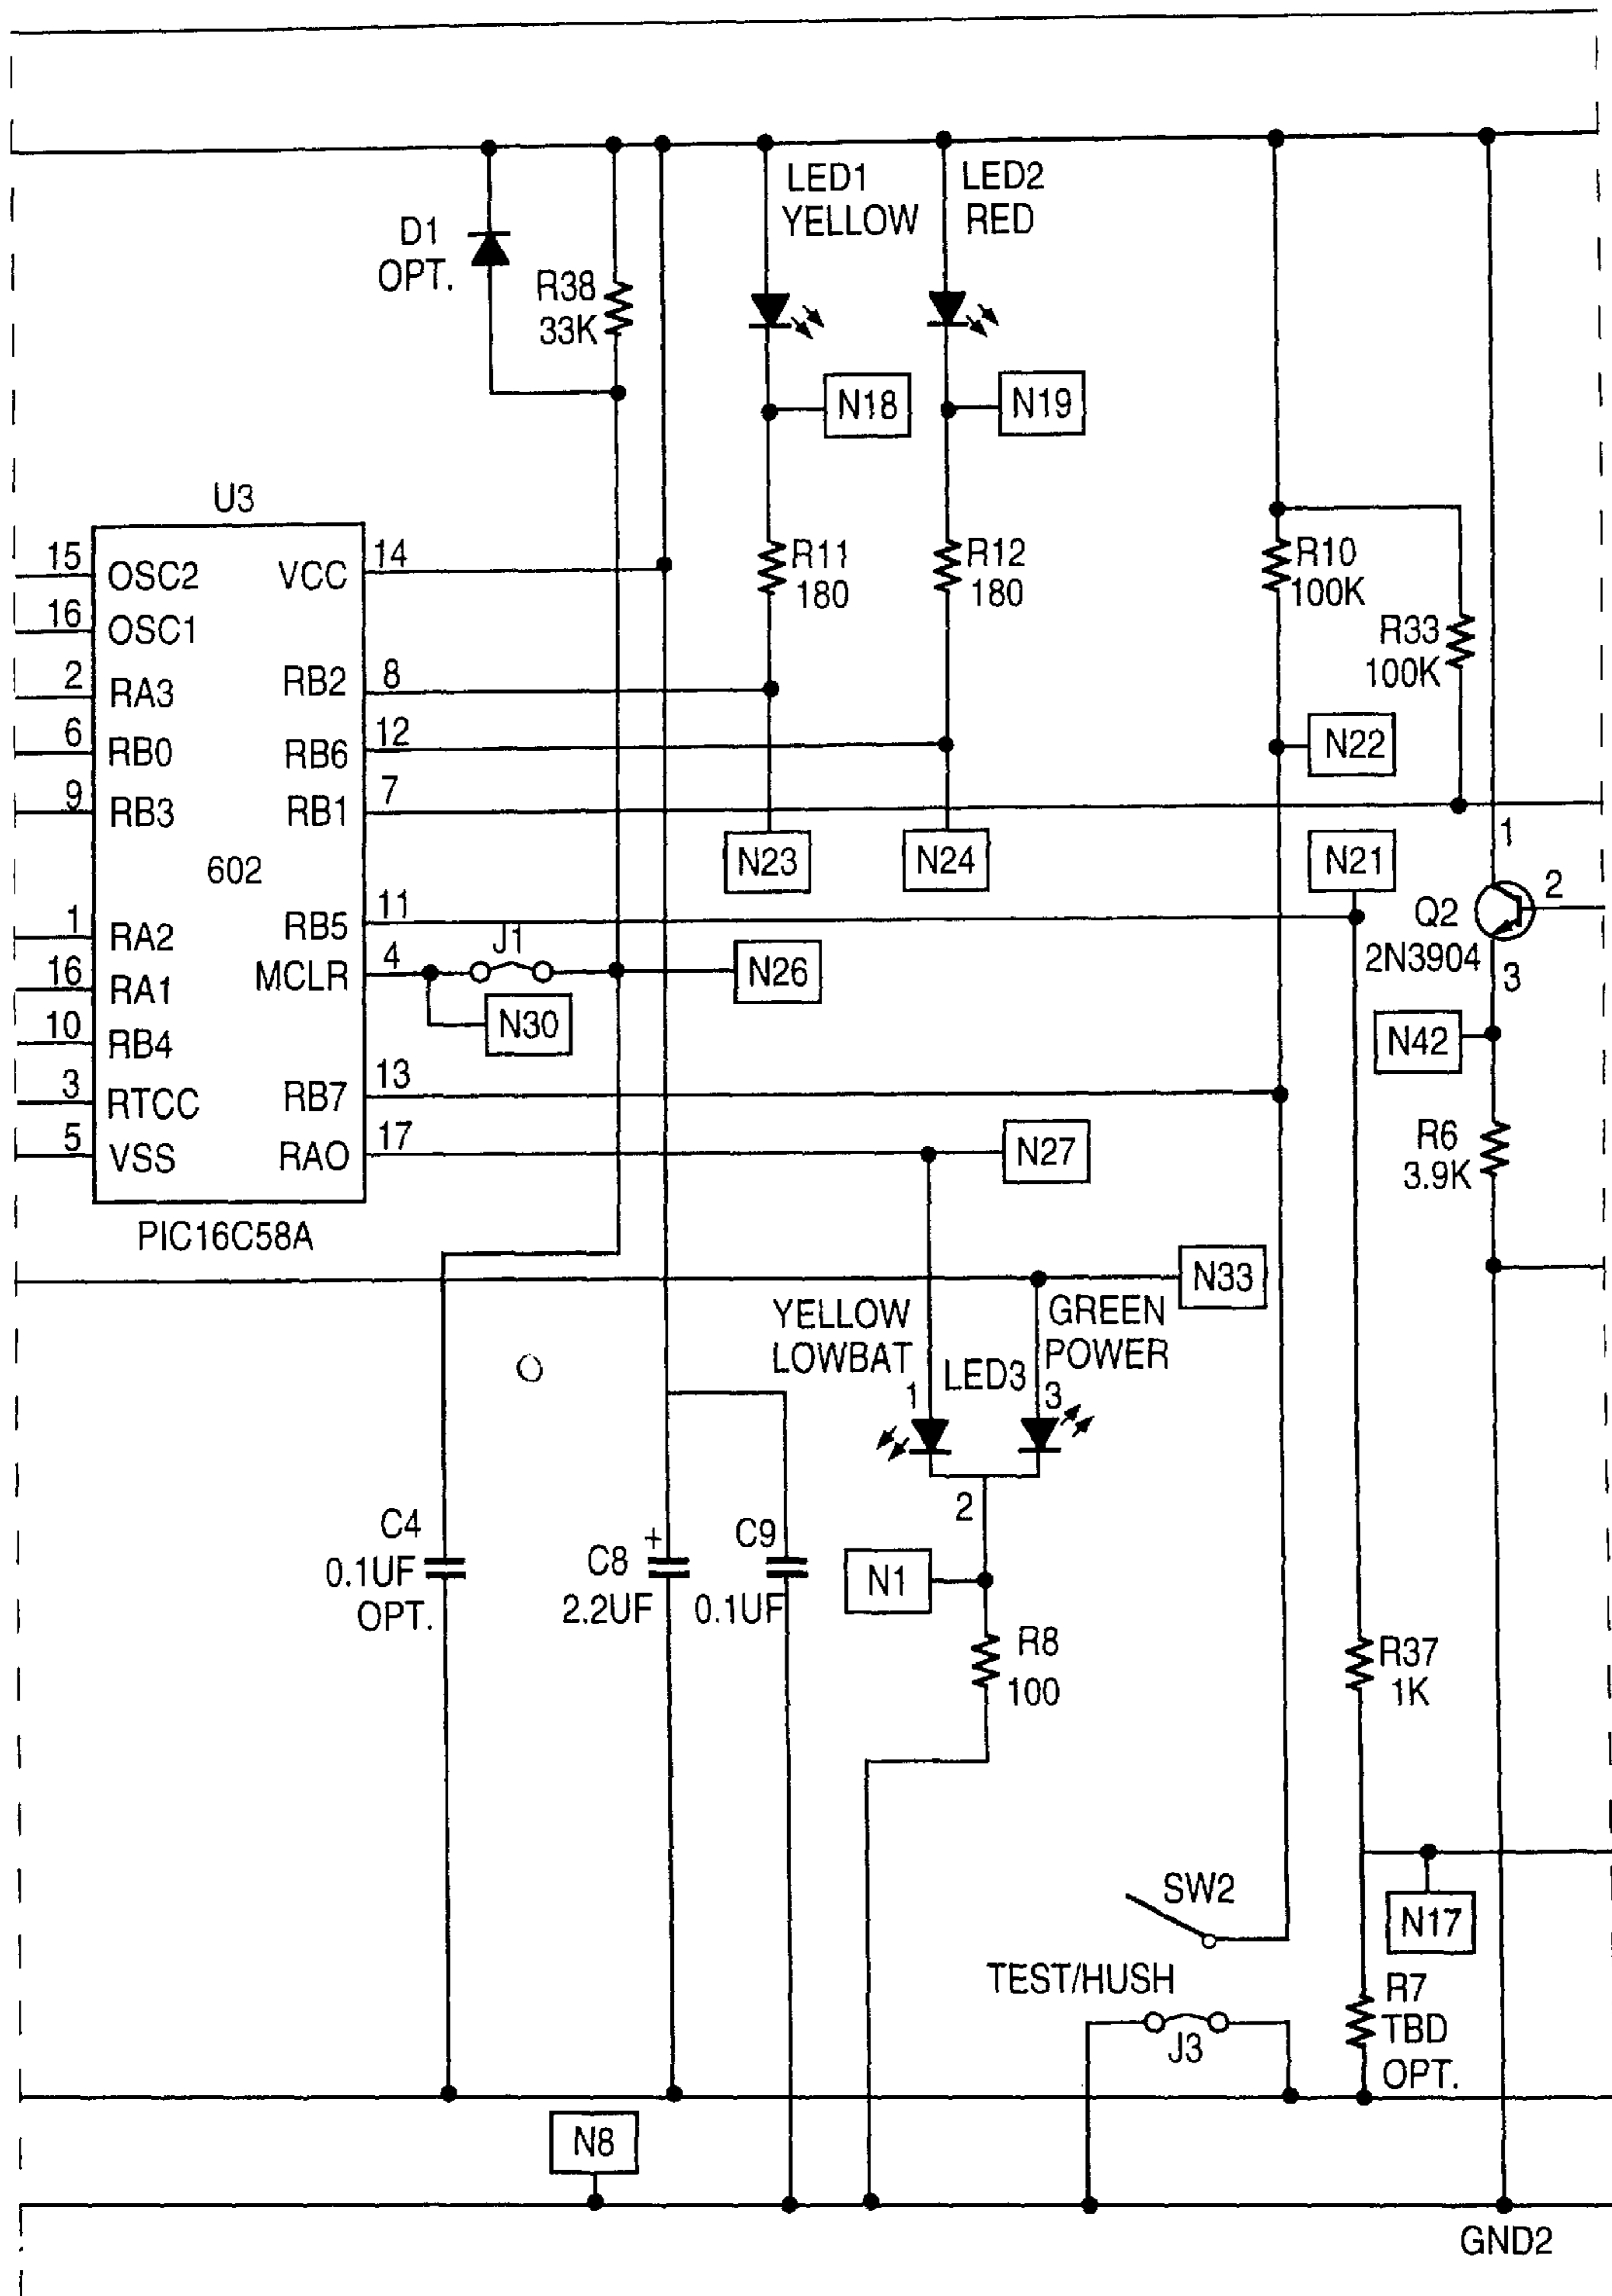 LED1
YELLOW
LED2
RED
D1
OPT.
R38
33K
N18
N19
U3
15
OSC2
VCC
14
16
OSC1
2
RA3
RB2
8
6
RB0
RB6
12
9
RB3
RB1
7
602
1
RA2
RB5
11
16
RA1
MCLR
4
J1
10
RB4
3
RTCC
RB7
13
5
VSS
RAO
17
PIC16C58A
R11
180
R12
180
R10
100K
R33
100K
N22
N23
N24
N21
1
2
Q2
2N3904
3
N26
N30
N42
N27
R6
3.9K
N33
YELLOW
LOWBAT
GREEN
POWER
LED3
1
3
2
C4
0.1UF
OPT.
+
C8
2.2UF
C9
0.1UF
N1
R8
100
R37
1K
SW2
N17
TEST/HUSH
J3
R7
TBD
OPT.
N8
GND2